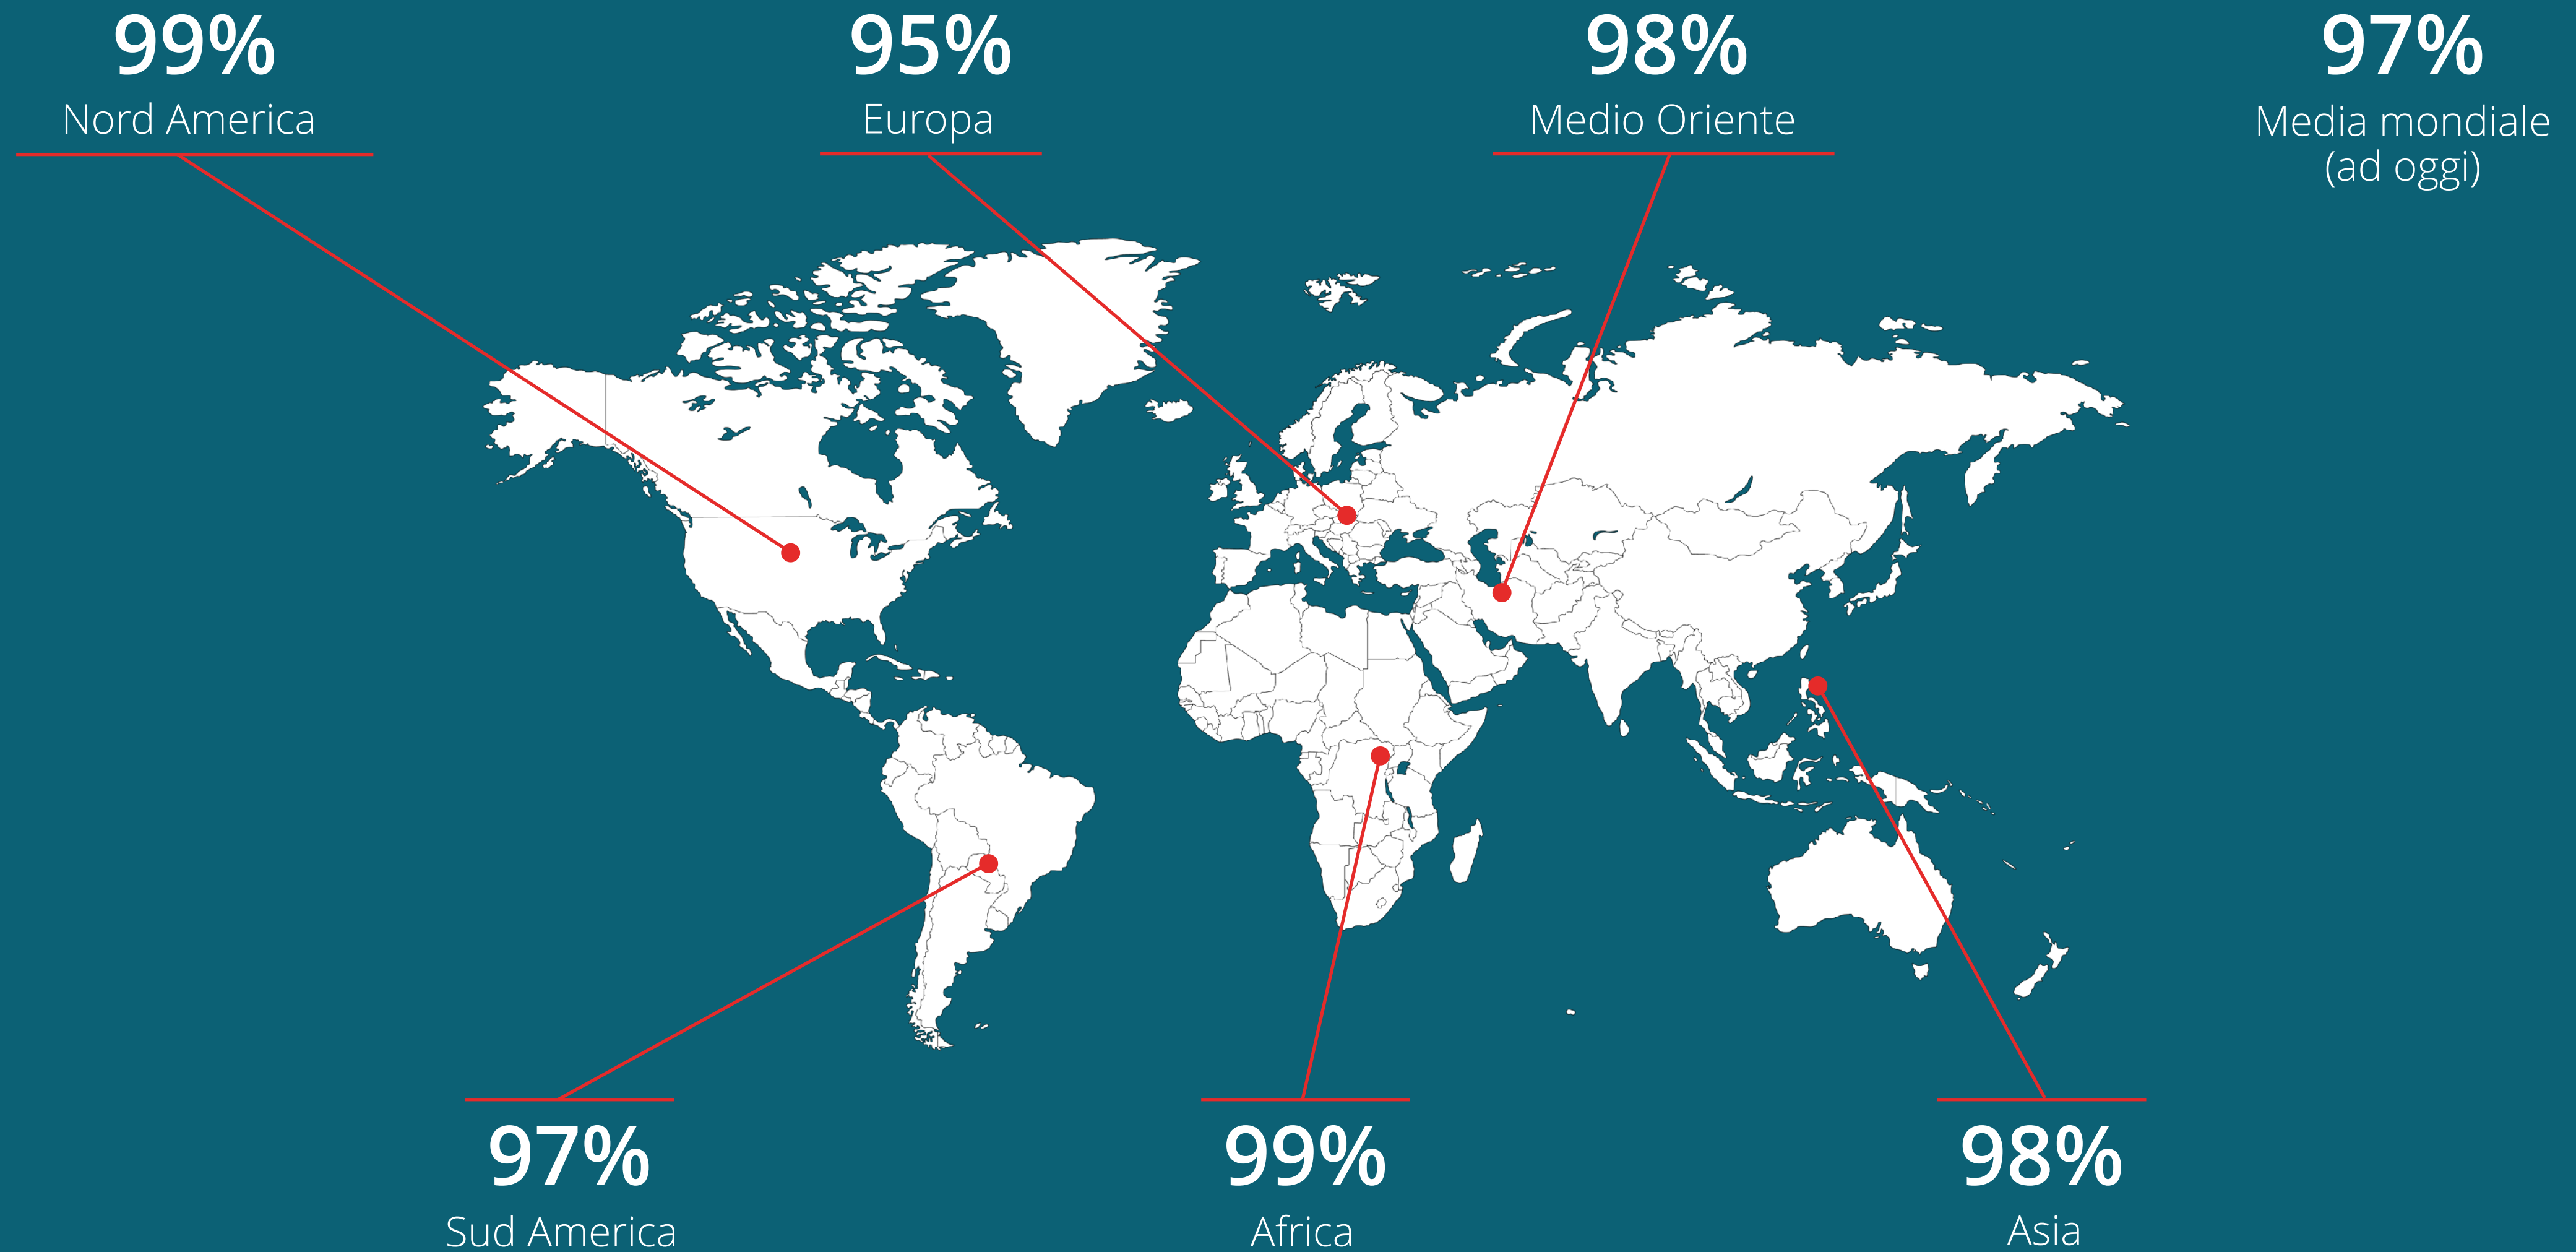 99%
Nord America
95%
Europa
98%
Medio Oriente
97%
Media mondiale
(ad oggi)
97%
Sud America
99%
Africa
98%
Asia